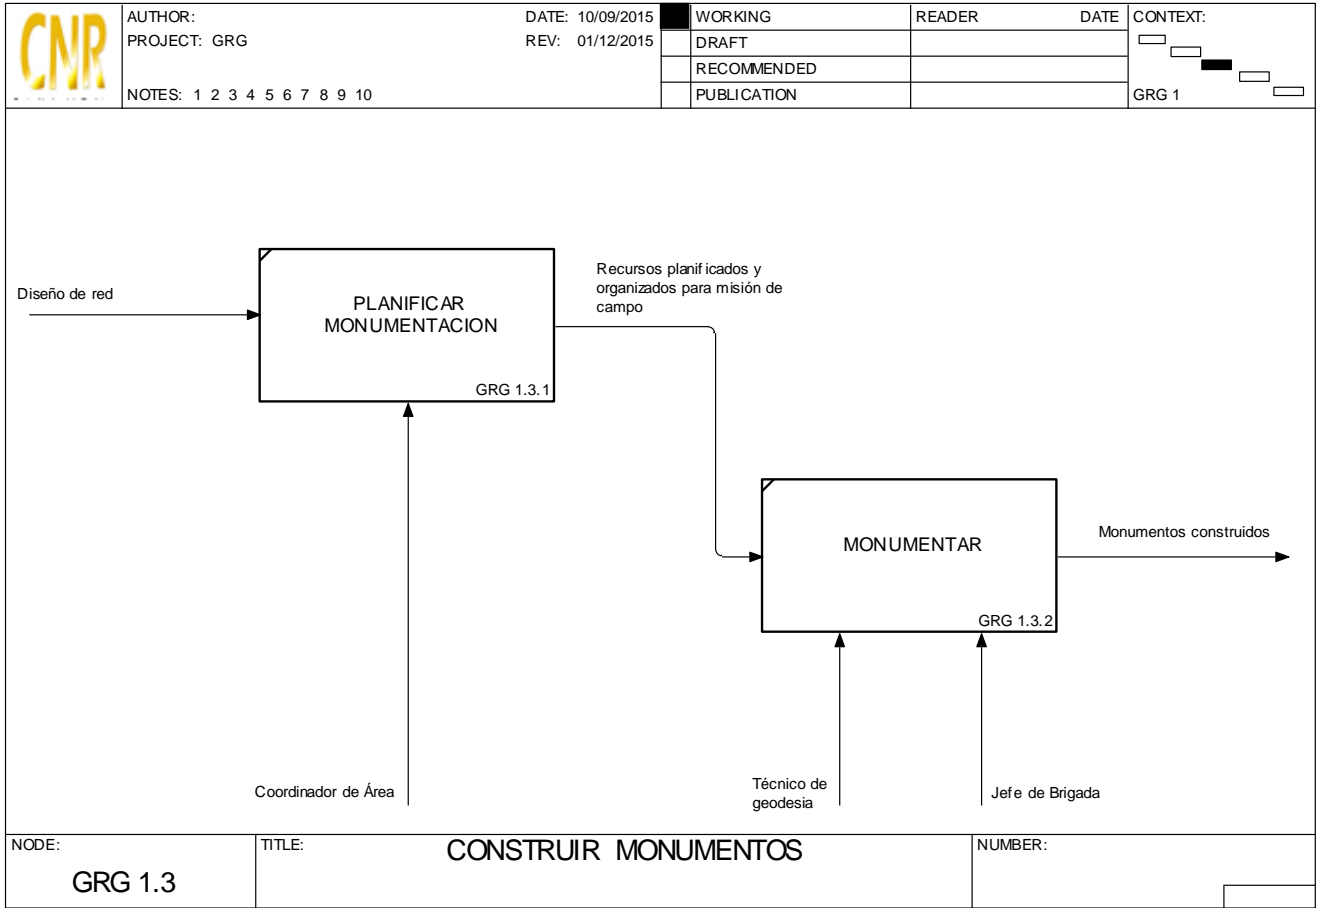 CNR
AUTHOR:
PROJECT: GRG
NOTES: 1 2 3 4 5 6 7 8 9 10
DATE: 10/09/2015
REV: 01/12/2015
WORKING
DRAFT
RECOMMENDED
PUBLICATION
READER DATE
CONTEXT:
GRG 1
Diseño de red
PLANIFICAR
MONUMENTACION
GRG 1.3.1
Recursos planificados y
organizados para misión de
campo
MONUMENTAR
GRG 1.3.2
Monumentos construidos
Coordinador de Área
Técnico de
geodesia
Jefe de Brigada
NODE:
GRG 1.3
TITLE:
CONSTRUIR MONUMENTOS
NUMBER: